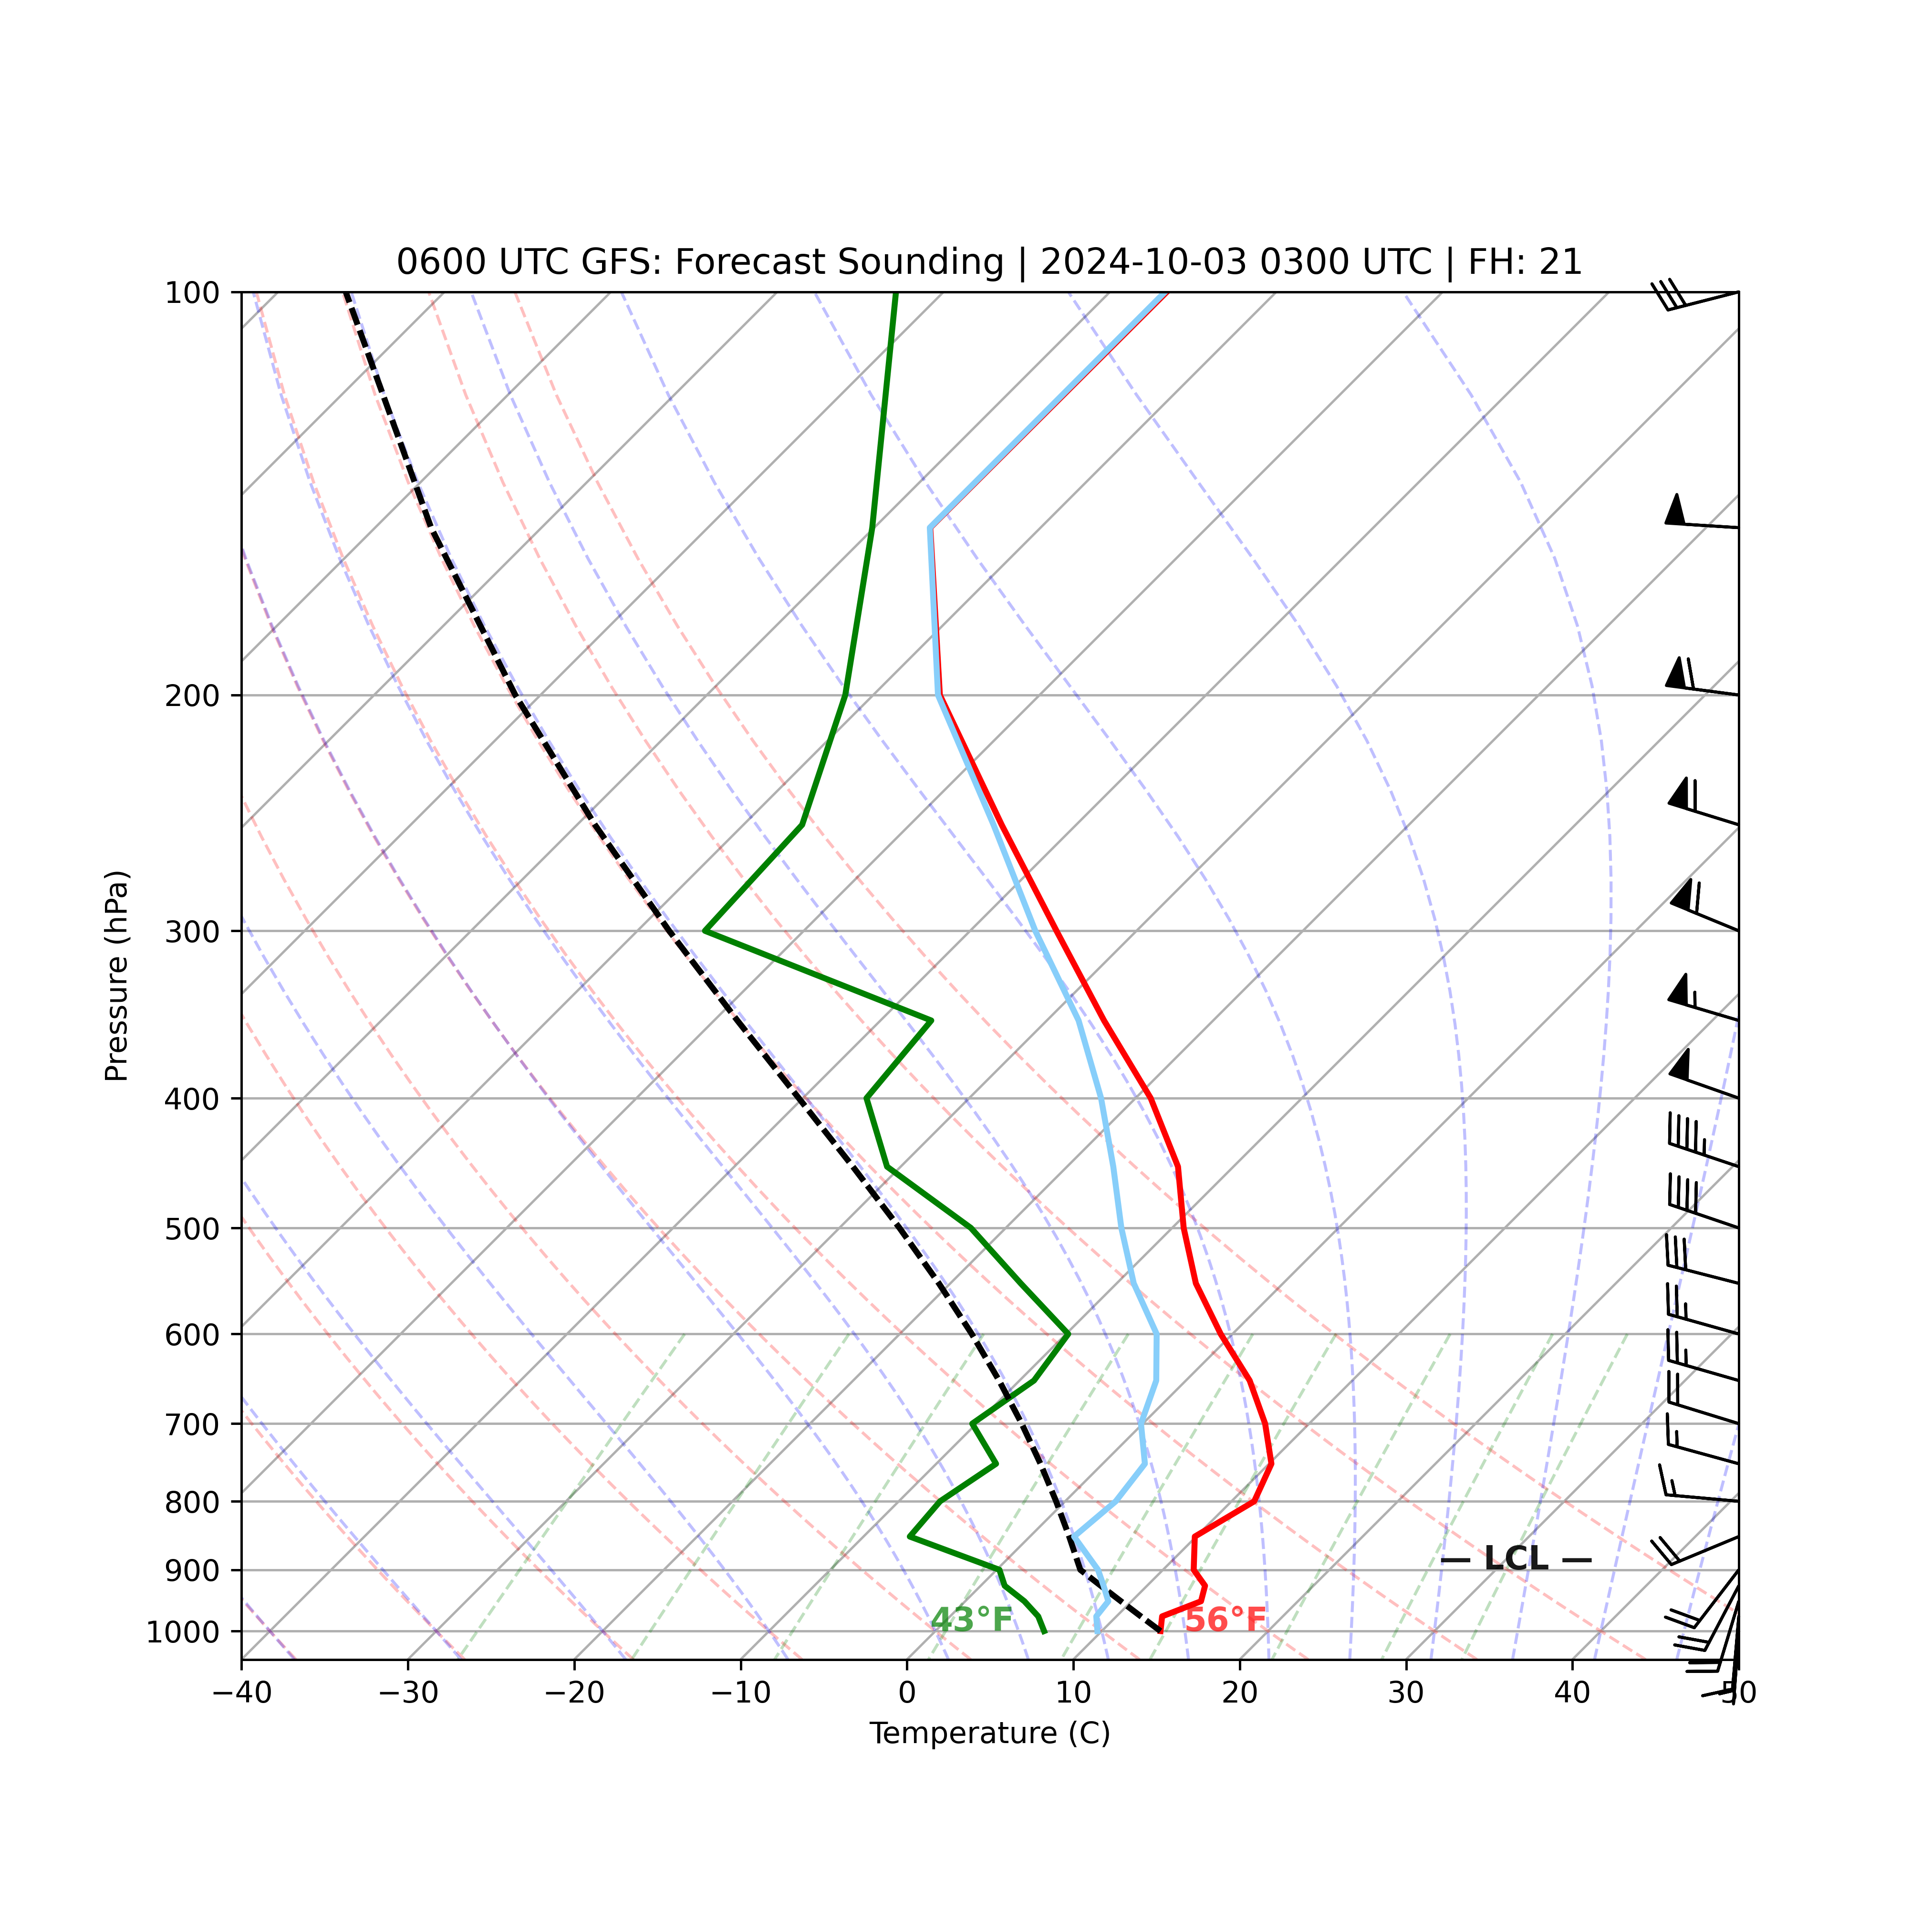 0600 UTC GFS: Forecast Sounding | 2024-10-03 0300 UTC | FH: 21
100
200
300
400
500
600
700
800
900
1000
Pressure (hPa)
— LCL —
43°F
56°F
−40 −30 −20 −10 0 10 20 30 40 50
Temperature (C)